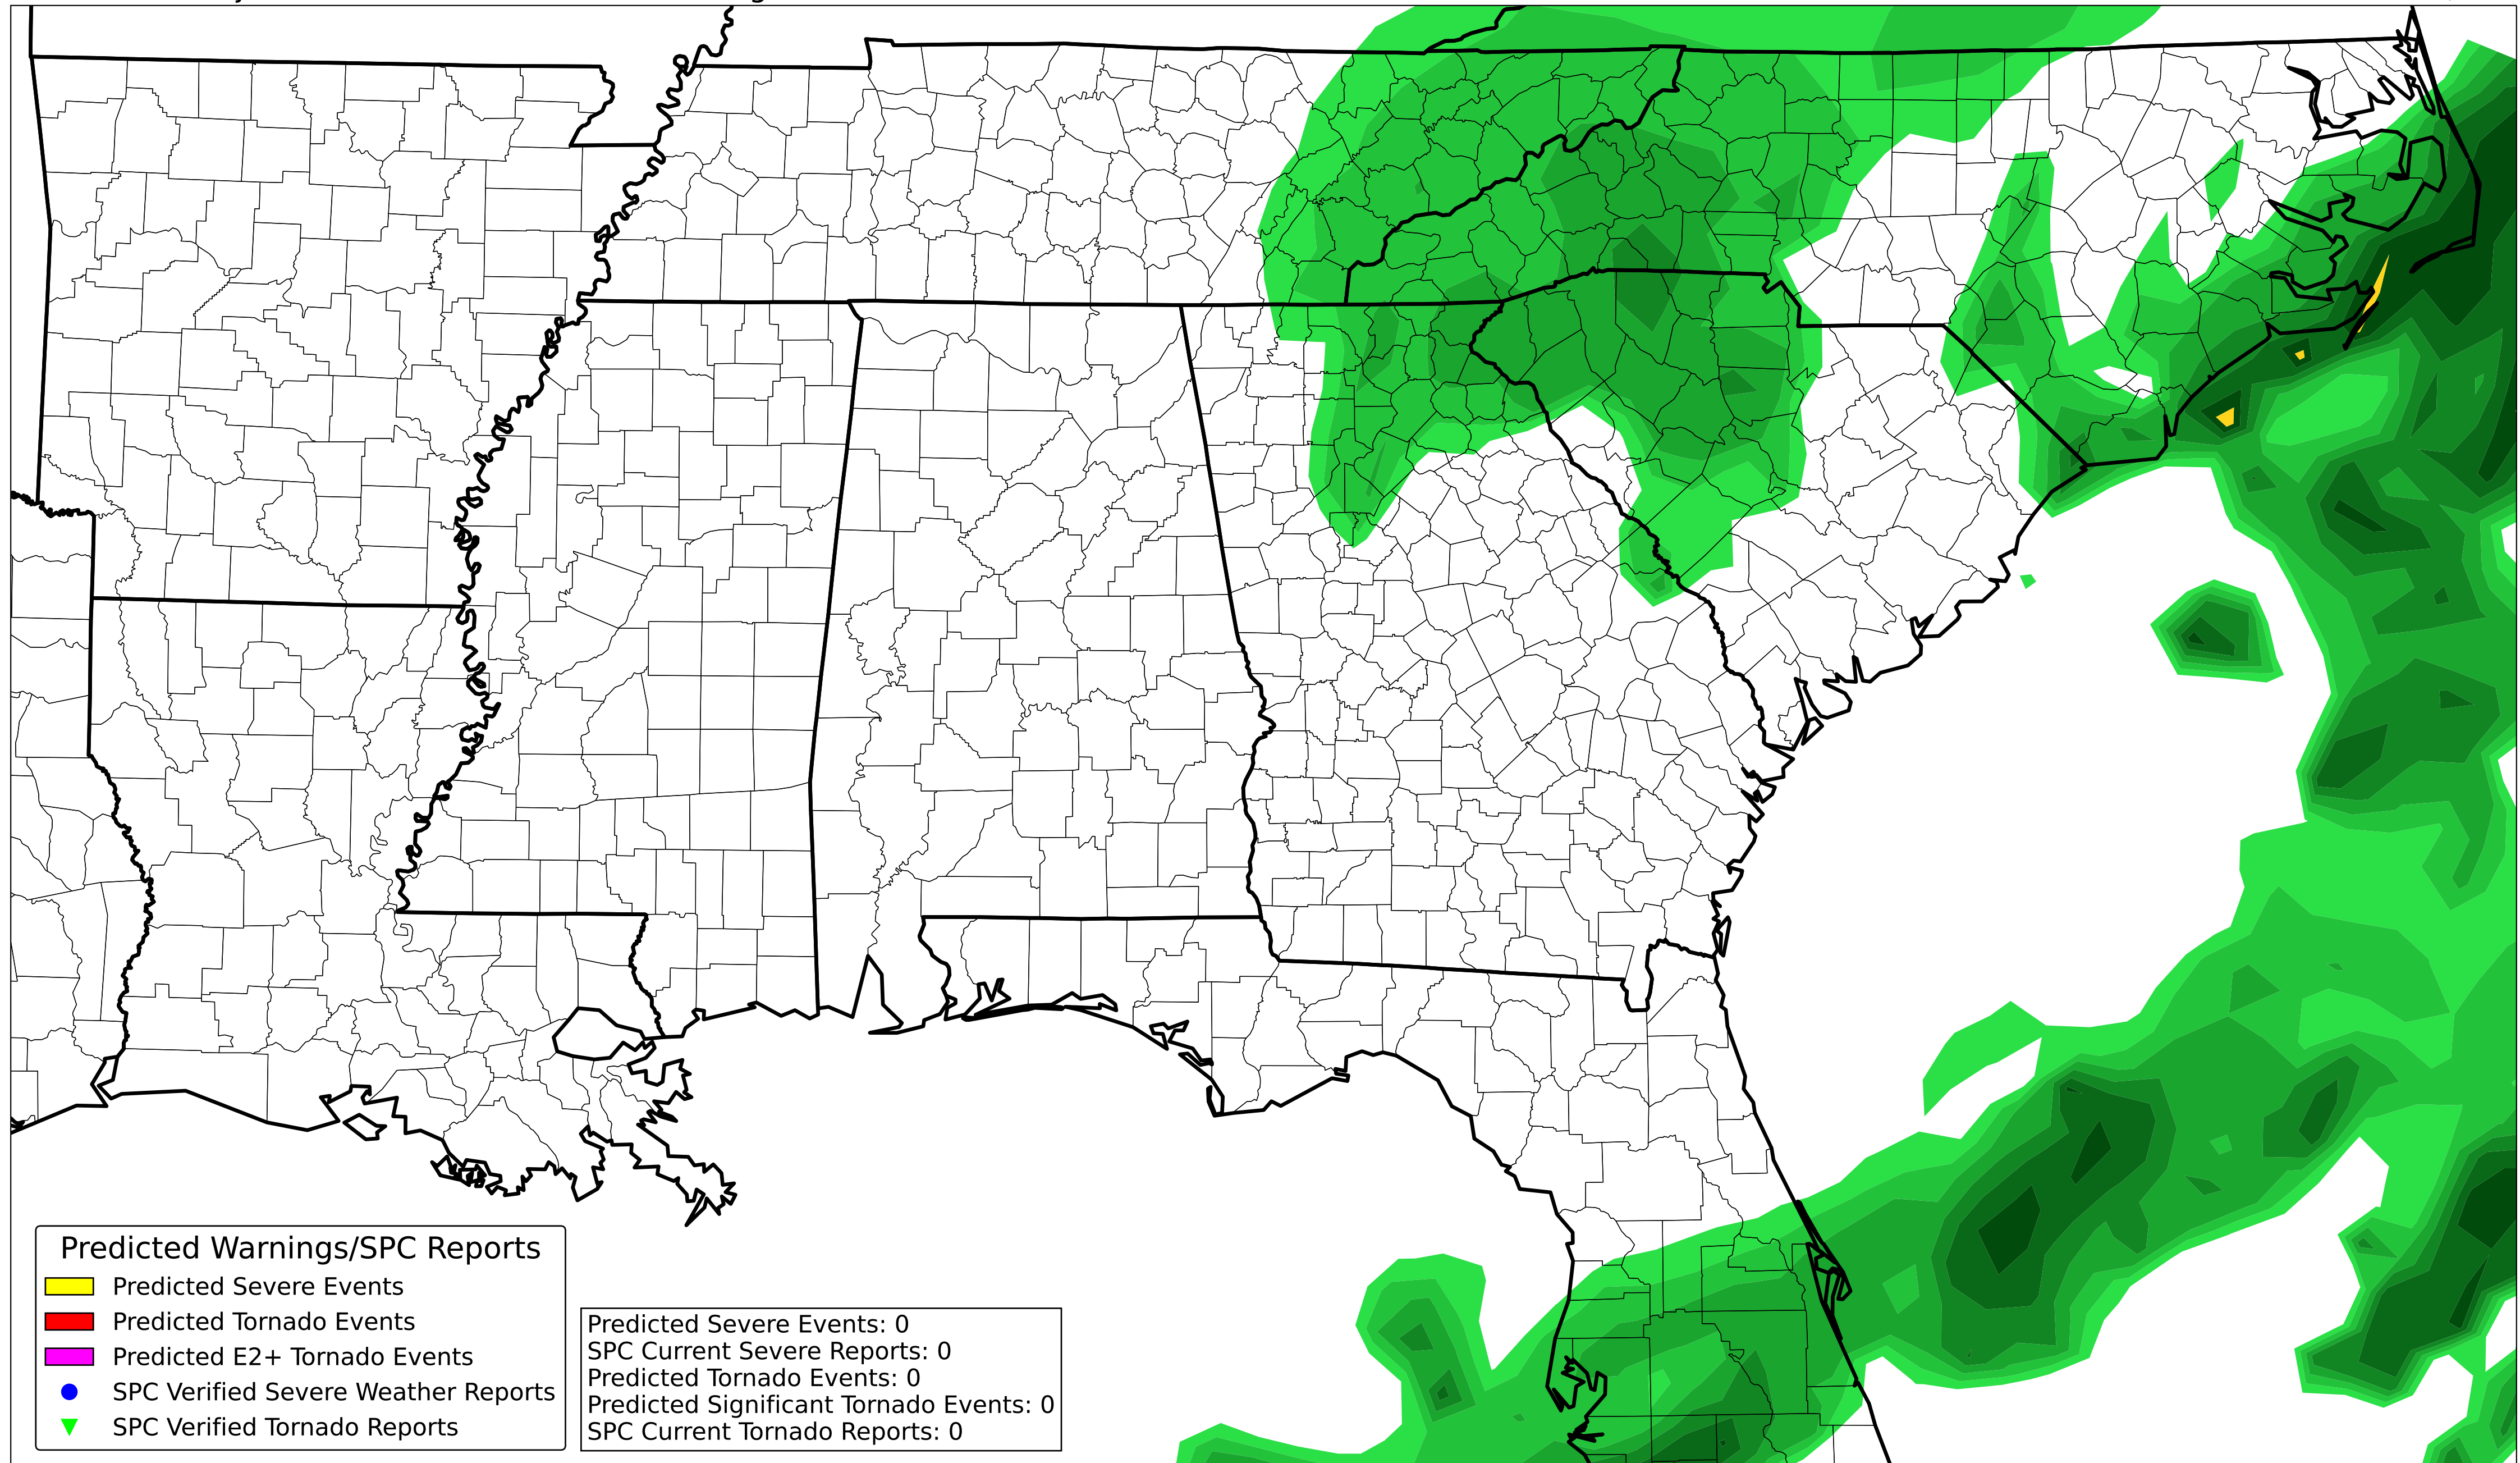 Predicted Warnings/SPC Reports
Predicted Severe Events
Predicted Tornado Events
Predicted E2+ Tornado Events
SPC Verified Severe Weather Reports
SPC Verified Tornado Reports
Predicted Severe Events: 0
SPC Current Severe Reports: 0
Predicted Tornado Events: 0
Predicted Significant Tornado Events: 0
SPC Current Tornado Reports: 0